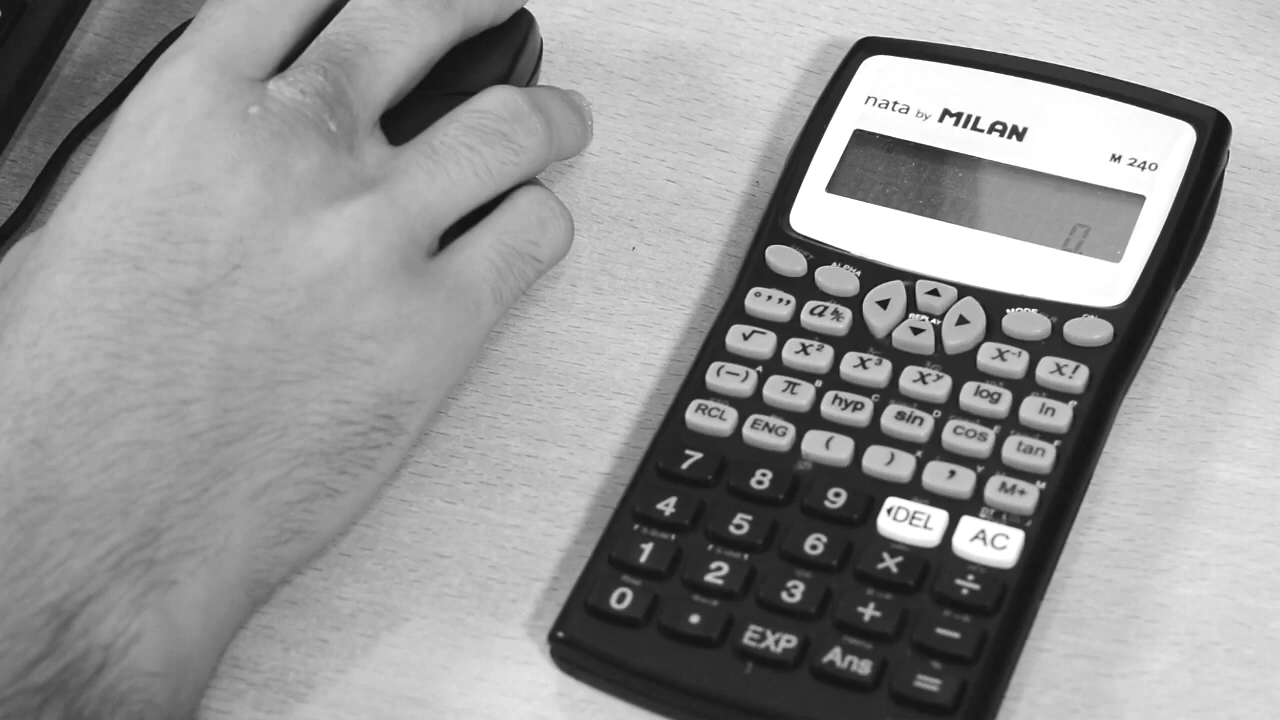 nata by MILAN
M 240
0
ALPHA MODE ON
° ' " a b/c REPLAY
√ x² x³ xʸ x⁻¹ x!
(−) A π B hyp C sin D log ln
RCL ENG ( ) cos tan
7 8 9 , M+
4 5 6 DEL AC
1 2 3 × ÷
0 • EXP Ans + − =